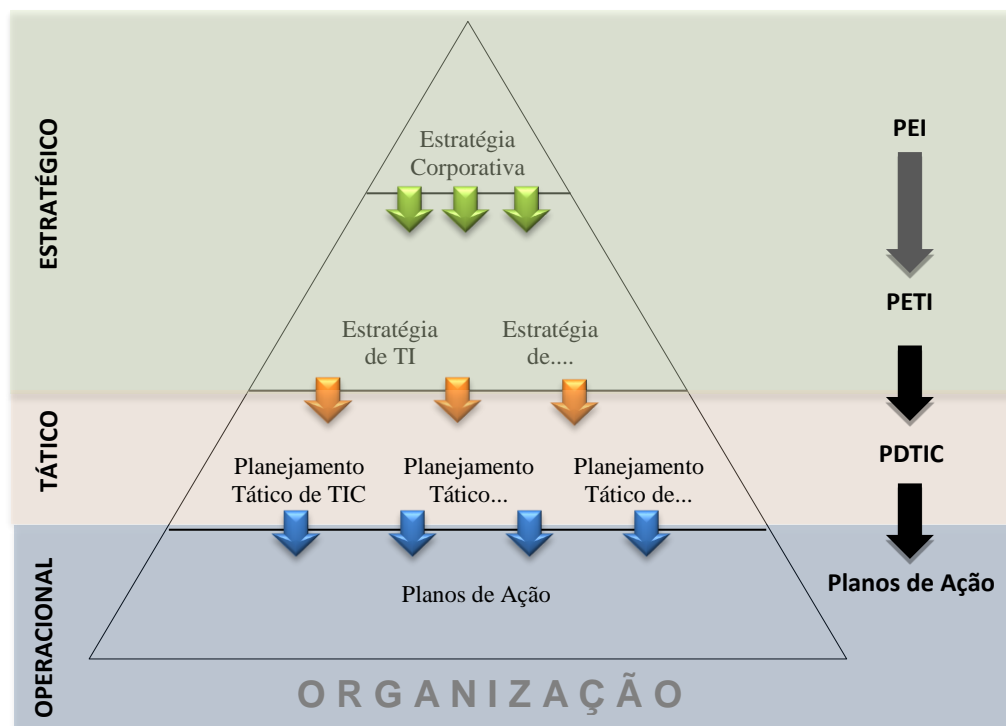 ESTRATÉGICO
Estratégia
Corporativa
PEI
PETI
Estratégia
de TI
Estratégia
de....
TÁTICO
Planejamento
Tático de TIC
Planejamento
Tático...
Planejamento
Tático de...
PDTIC
OPERACIONAL
Planos de Ação
Planos de Ação
ORGANIZAÇÃO